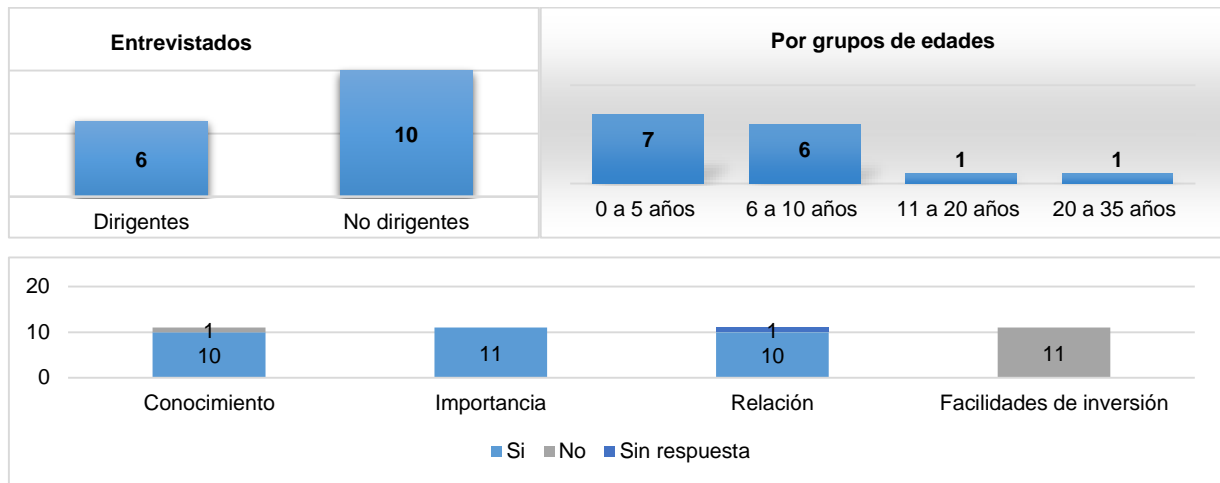 Entrevistados
6
10
Dirigentes No dirigentes
Por grupos de edades
7 6 1 1
0 a 5 años 6 a 10 años 11 a 20 años 20 a 35 años
20
10
0
1 1
10 11 10 11
Conocimiento Importancia Relación Facilidades de inversión
Si No Sin respuesta